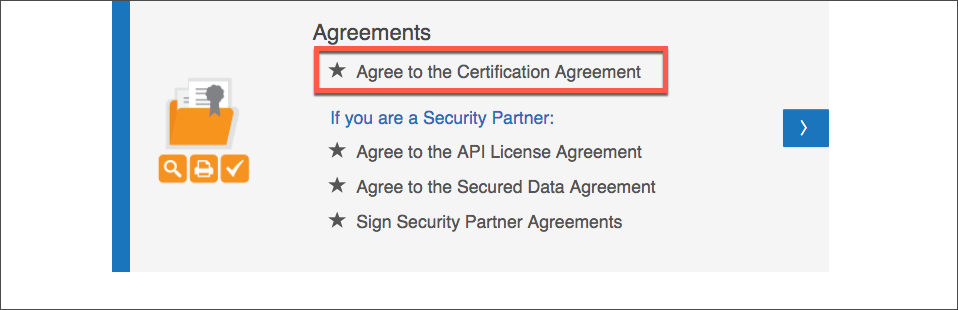 Agreements
★ Agree to the Certification Agreement
If you are a Security Partner:
★ Agree to the API License Agreement
★ Agree to the Secured Data Agreement
★ Sign Security Partner Agreements